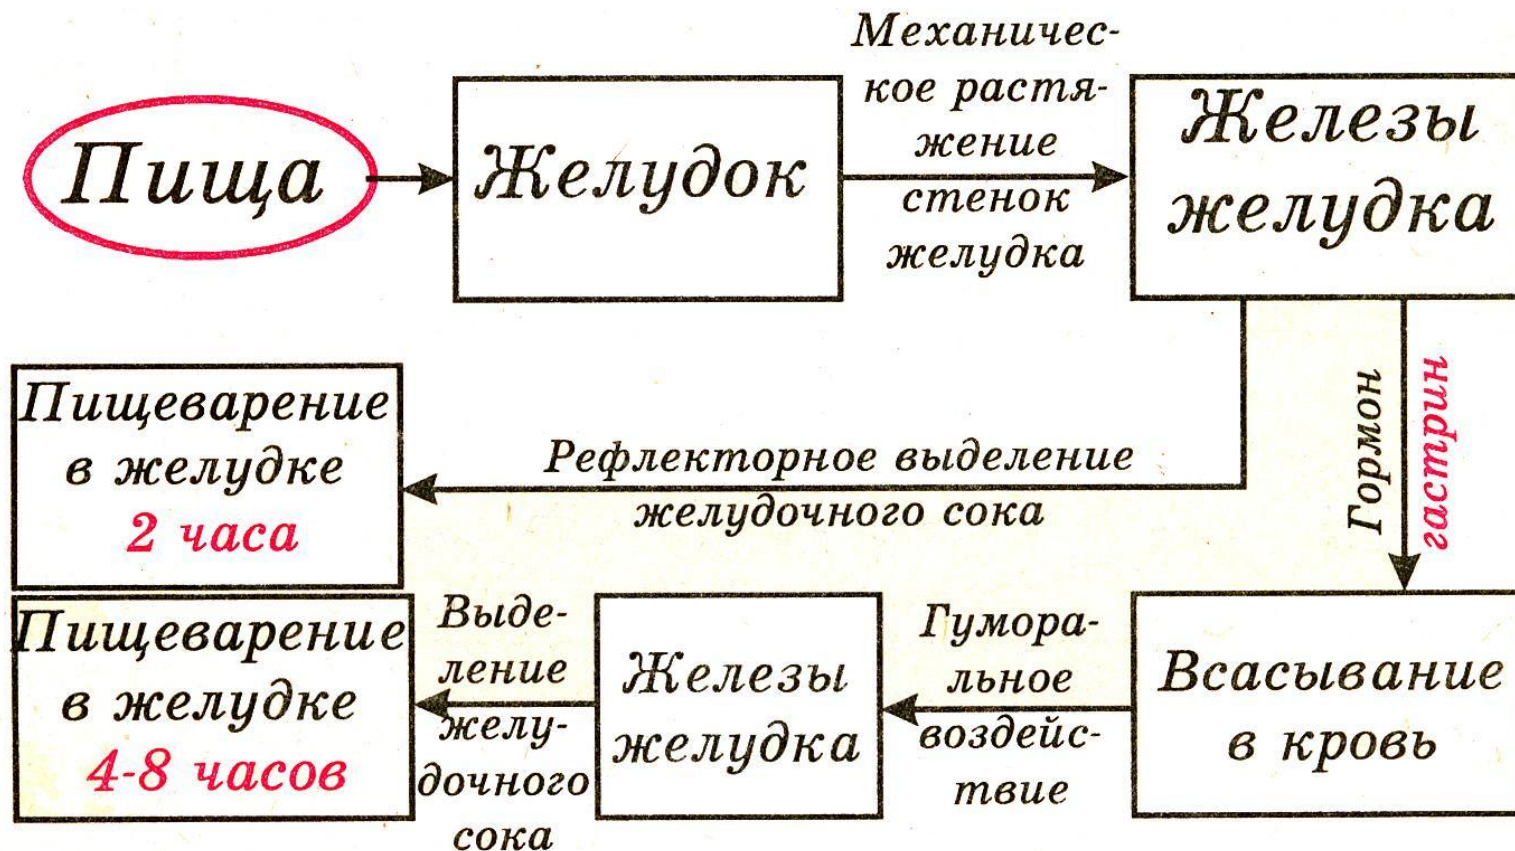 Пища
Желудок
Механичес-
кое растя-
жение
стенок
желудка
Железы
желудка
Пищеварение
в желудке
2 часа
Рефлекторное выделение
желудочного сока
Гормон
гастрин
Пищеварение
в желудке
4-8 часов
Выде-
ление
желу-
дочного
сока
Железы
желудка
Гумора-
льное
воздейс-
твие
Всасывание
в кровь